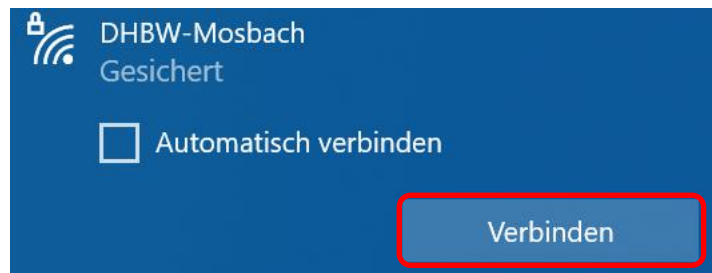 DHBW-Mosbach
Gesichert
Automatisch verbinden
Verbinden